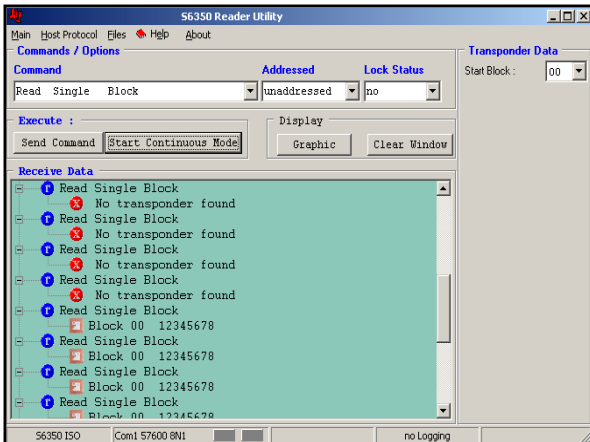 S6350 Reader Utility
Main Host Protocol Files Help About
Commands / Options
Command Addressed Lock Status
Read Single Block unaddressed no
Execute :
Send Command Start Continuous Mode
Display
Graphic Clear Window
Transponder Data
Start Block : 00
Receive Data
Read Single Block
No transponder found
Read Single Block
No transponder found
Read Single Block
No transponder found
Read Single Block
No transponder found
Read Single Block
Block 00 12345678
Read Single Block
Block 00 12345678
Read Single Block
Block 00 12345678
Read Single Block
Block 00 12345678
S6350 ISO Com1 57600 8N1 no Logging